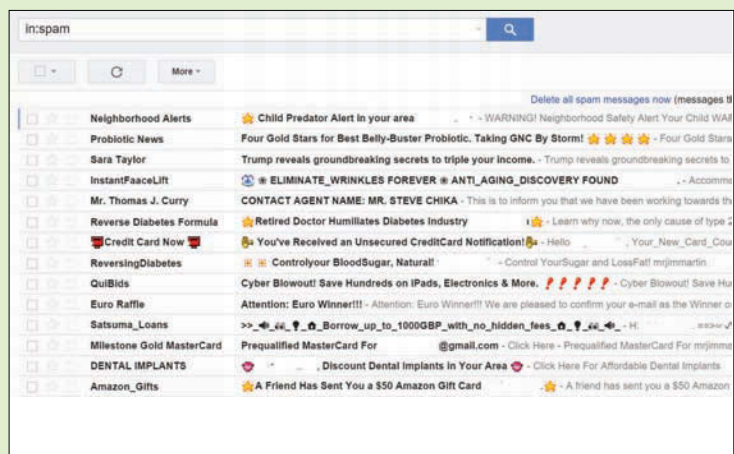 in:spam
More
Delete all spam messages now (messages th
Neighborhood Alerts Child Predator Alert in your area - WARNING! Neighborhood Safety Alert Your Child WAR
Probiotic News Four Gold Stars for Best Belly-Buster Probiotic. Taking GNC By Storm! - Four Gold Stars
Sara Taylor Trump reveals groundbreaking secrets to triple your income. - Trump reveals groundbreaking secrets to
InstantFaaceLift ELIMINATE_WRINKLES FOREVER ANTI_AGING_DISCOVERY FOUND - Accomme
Mr. Thomas J. Curry CONTACT AGENT NAME: MR. STEVE CHIKA - This is to inform you that we have been working towards th
Reverse Diabetes Formula Retired Doctor Humiliates Diabetes Industry - Learn why now, the only cause of type 2
Credit Card Now You've Received an Unsecured CreditCard Notification! - Hello , Your_New_Card_Cou
ReversingDiabetes Controlyour BloodSugar, Natural! - Control YourSugar and LossFat! mrjimmartin
QuiBids Cyber Blowout! Save Hundreds on iPads, Electronics & More. - Cyber Blowout! Save Hu
Euro Raffle Attention: Euro Winner!!! - Attention: Euro Winner!!! We are pleased to confirm your e-mail as the Winner o
Satsuma_Loans >>_ _ _ _ _Borrow_up_to_1000GBP_with_no_hidden_fees_ _ _ _ _ - H
Milestone Gold MasterCard Prequalified MasterCard For @gmail.com - Click Here - Prequalified MasterCard For mrjimma
DENTAL IMPLANTS , Discount Dental Implants in Your Area - Click Here For Affordable Dental Implants
Amazon_Gifts A Friend Has Sent You a $50 Amazon Gift Card - A friend has sent you a $50 Amazon